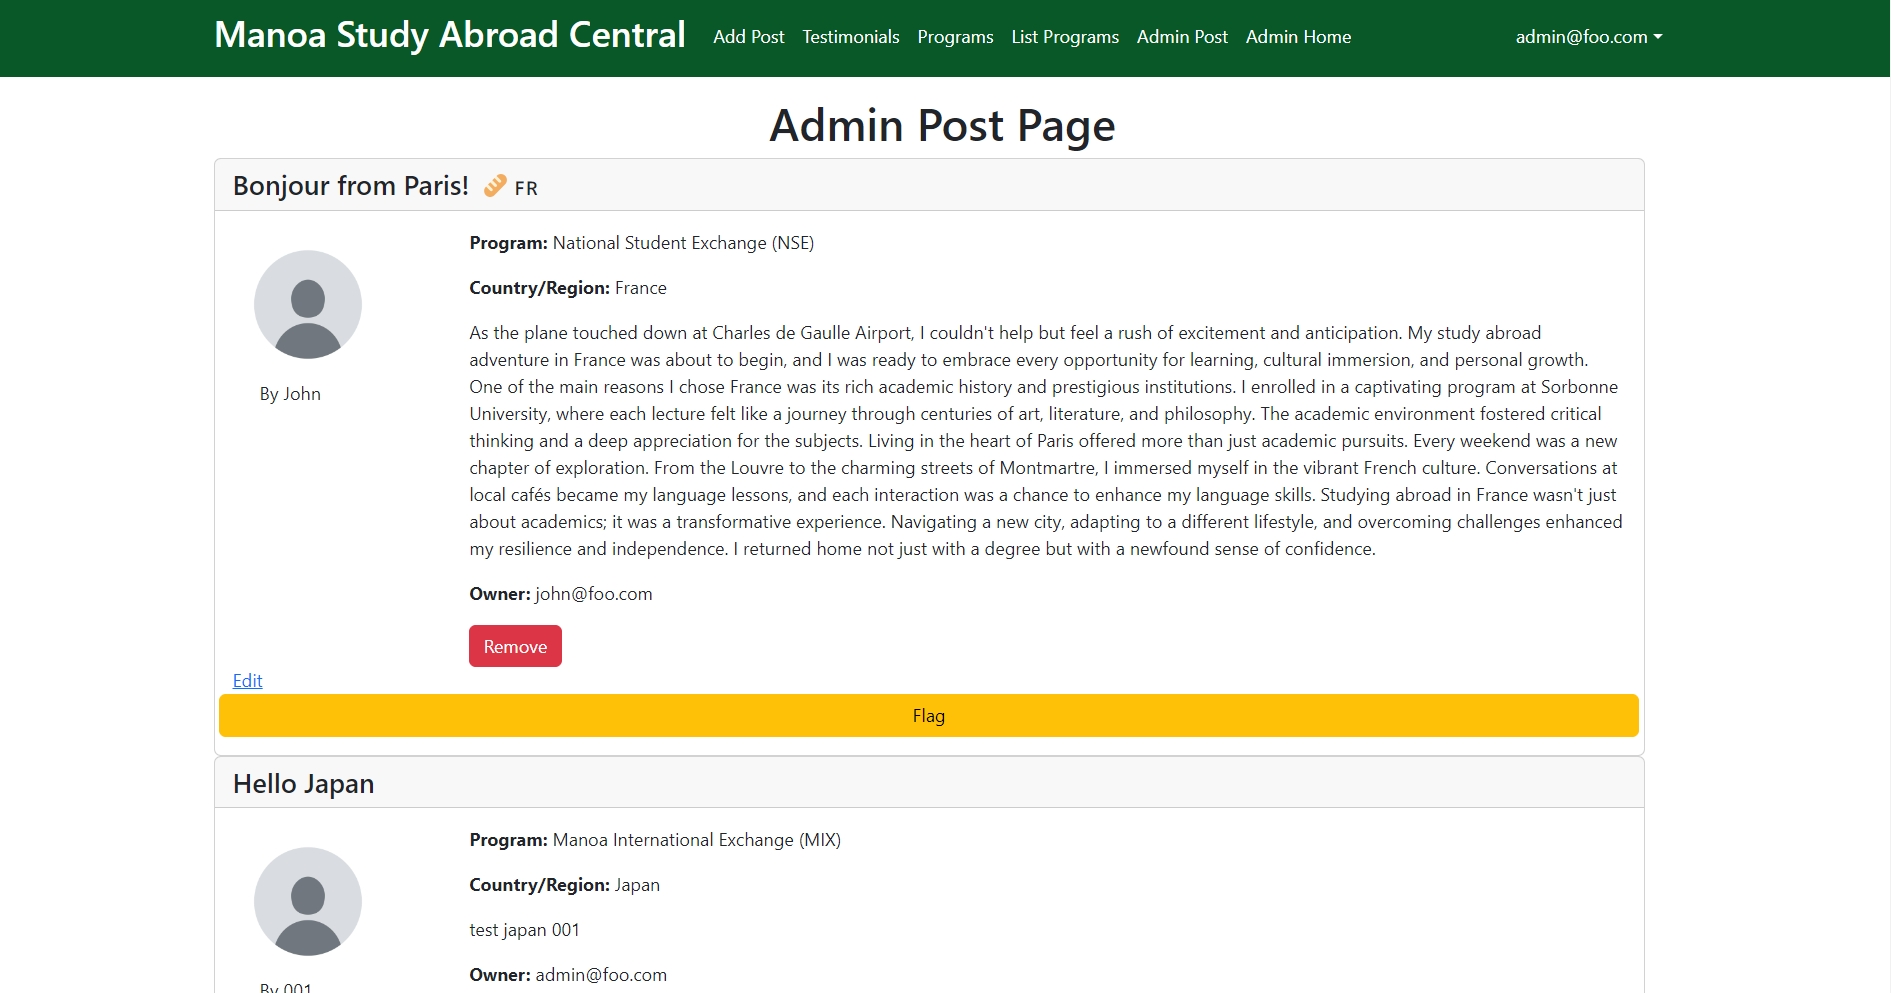 Manoa Study Abroad Central Add Post Testimonials Programs List Programs Admin Post Admin Home admin@foo.com
Admin Post Page
Bonjour from Paris! 🥖 FR
Program: National Student Exchange (NSE)
Country/Region: France
As the plane touched down at Charles de Gaulle Airport, I couldn't help but feel a rush of excitement and anticipation. My study abroad
adventure in France was about to begin, and I was ready to embrace every opportunity for learning, cultural immersion, and personal growth.
One of the main reasons I chose France was its rich academic history and prestigious institutions. I enrolled in a captivating program at Sorbonne
University, where each lecture felt like a journey through centuries of art, literature, and philosophy. The academic environment fostered critical
thinking and a deep appreciation for the subjects. Living in the heart of Paris offered more than just academic pursuits. Every weekend was a new
chapter of exploration. From the Louvre to the charming streets of Montmartre, I immersed myself in the vibrant French culture. Conversations at
local cafés became my language lessons, and each interaction was a chance to enhance my language skills. Studying abroad in France wasn't just
about academics; it was a transformative experience. Navigating a new city, adapting to a different lifestyle, and overcoming challenges enhanced
my resilience and independence. I returned home not just with a degree but with a newfound sense of confidence.
By John
Owner: john@foo.com
Remove
Edit
Flag
Hello Japan
Program: Manoa International Exchange (MIX)
Country/Region: Japan
test japan 001
Owner: admin@foo.com
By 001